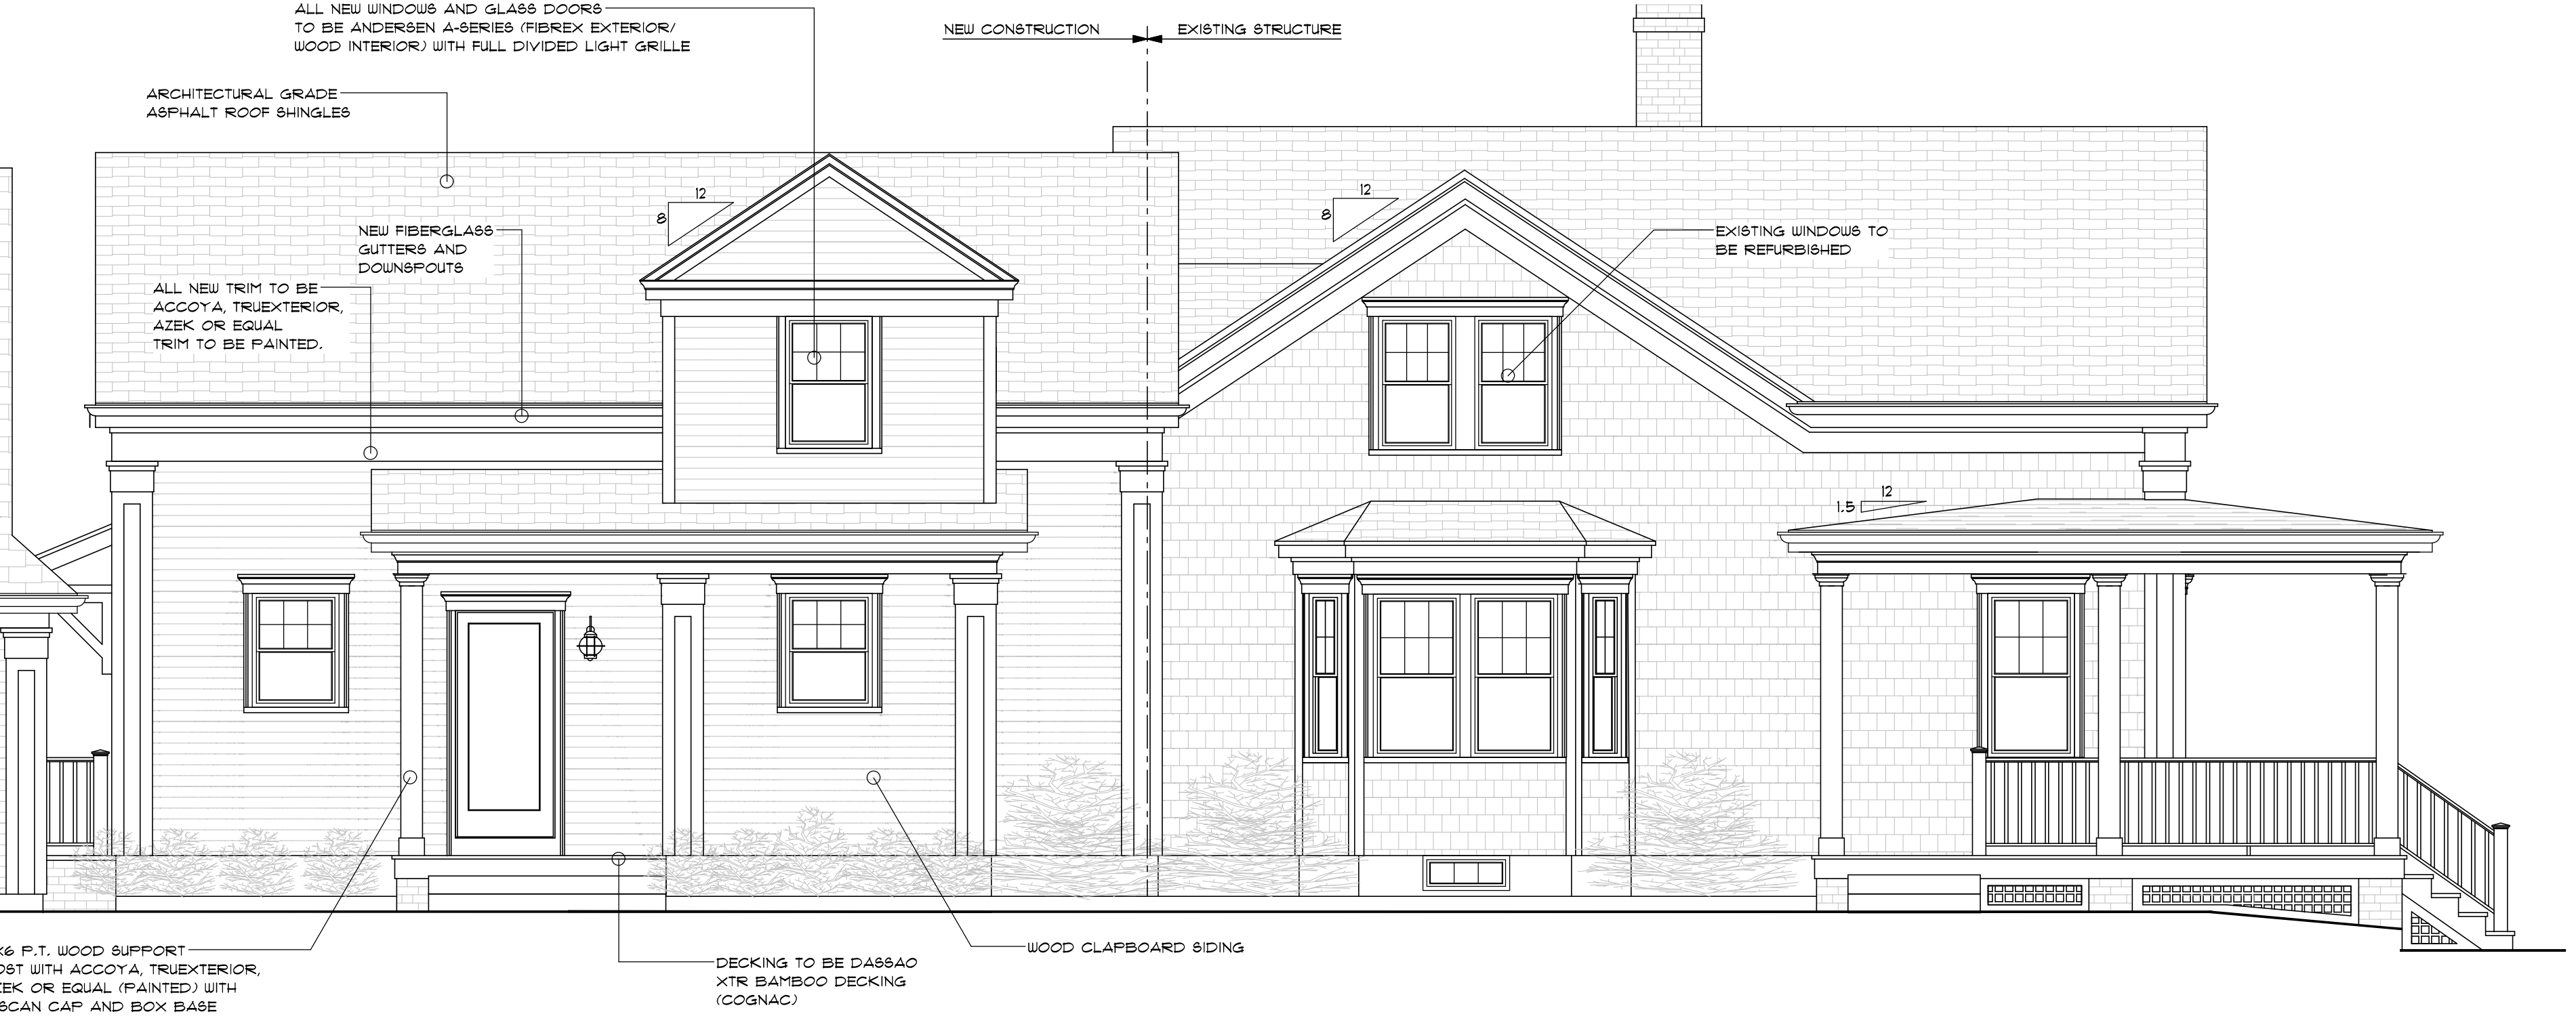 ALL NEW WINDOWS AND GLASS DOORS
TO BE ANDERSEN A-SERIES (FIBREX EXTERIOR/
WOOD INTERIOR) WITH FULL DIVIDED LIGHT GRILLE
NEW CONSTRUCTION
EXISTING STRUCTURE
ARCHITECTURAL GRADE
ASPHALT ROOF SHINGLES
12
8
12
8
NEW FIBERGLASS
GUTTERS AND
DOWNSPOUTS
EXISTING WINDOWS TO
BE REFURBISHED
ALL NEW TRIM TO BE
ACCOYA, TRUEXTERIOR,
AZEK OR EQUAL
TRIM TO BE PAINTED.
12
1.5
X6 P.T. WOOD SUPPORT
OST WITH ACCOYA, TRUEXTERIOR,
ZEK OR EQUAL (PAINTED) WITH
SCAN CAP AND BOX BASE
DECKING TO BE DASSAO
XTR BAMBOO DECKING
(COGNAC)
WOOD CLAPBOARD SIDING